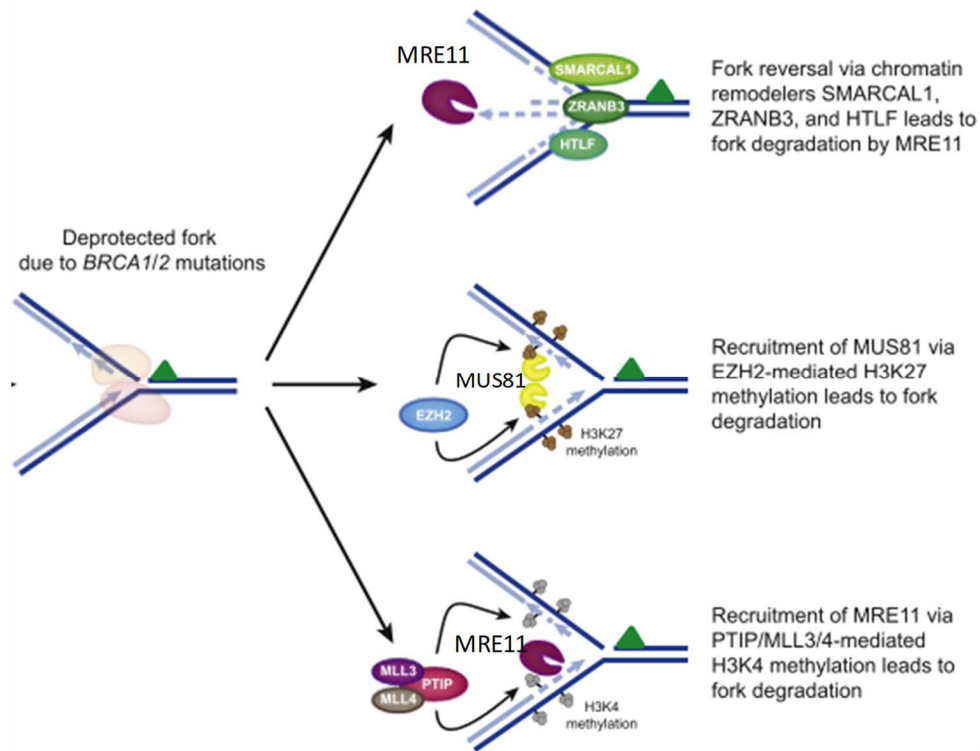 MRE11
SMARCAL1
ZRANB3
HTLF
Fork reversal via chromatin
remodelers SMARCAL1,
ZRANB3, and HTLF leads to
fork degradation by MRE11
Deprotected fork
due to BRCA1/2 mutations
MUS81
EZH2
H3K27
methylation
Recruitment of MUS81 via
EZH2-mediated H3K27
methylation leads to fork
degradation
MRE11
MLL3
PTIP
MLL4
H3K4
methylation
Recruitment of MRE11 via
PTIP/MLL3/4-mediated
H3K4 methylation leads to
fork degradation